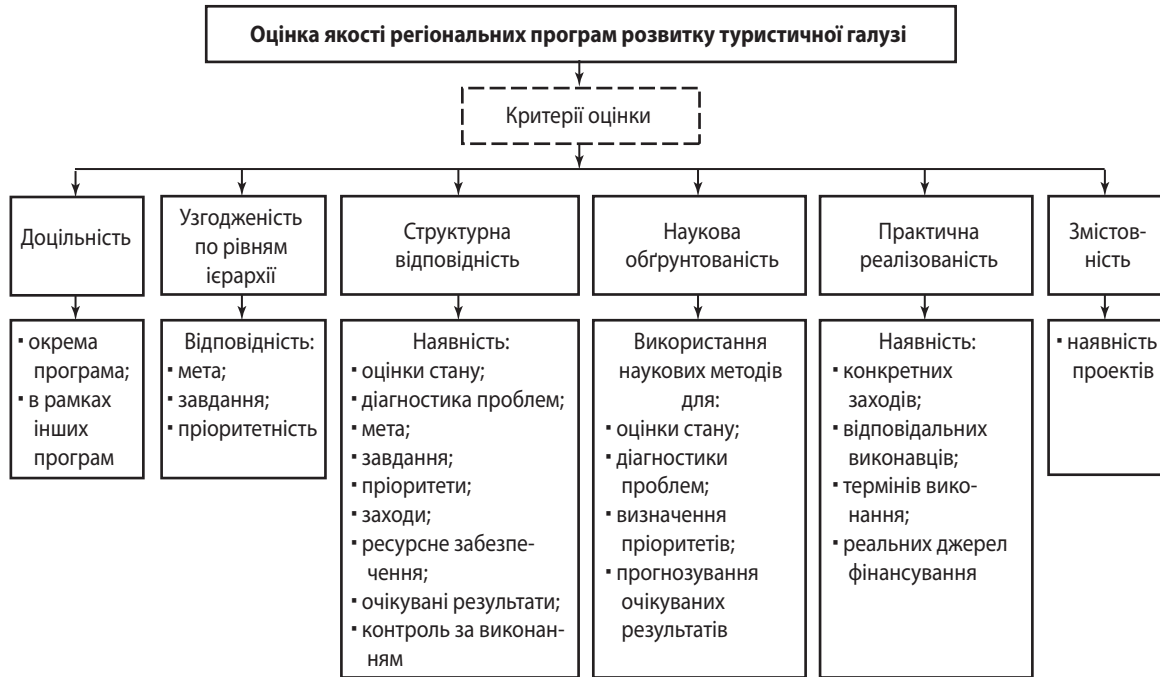 Оцінка якості регіональних програм розвитку туристичної галузі
Критерії оцінки
Доцільність
Узгодженість
по рівням
ієрархії
Структурна
відповідність
Наукова
обґрунтованість
Практична
реалізованість
Змістов-
ність
▪ окрема
програма;
▪ в рамках
інших
програм
Відповідність:
▪ мета;
▪ завдання;
▪ пріоритетність
Наявність:
▪ оцінки стану;
▪ діагностика проблем;
▪ мета;
▪ завдання;
▪ пріоритети;
▪ заходи;
▪ ресурсне забезпе-
чення;
▪ очікувані результати;
▪ контроль за виконан-
ням
Використання
наукових методів
для:
▪ оцінки стану;
▪ діагностики
проблем;
▪ визначення
пріоритетів;
▪ прогнозування
очікуваних
результатів
Наявність:
▪ конкретних
заходів;
▪ відповідальних
виконавців;
▪ термінів вико-
нання;
▪ реальних джерел
фінансування
▪ наявність
проектів